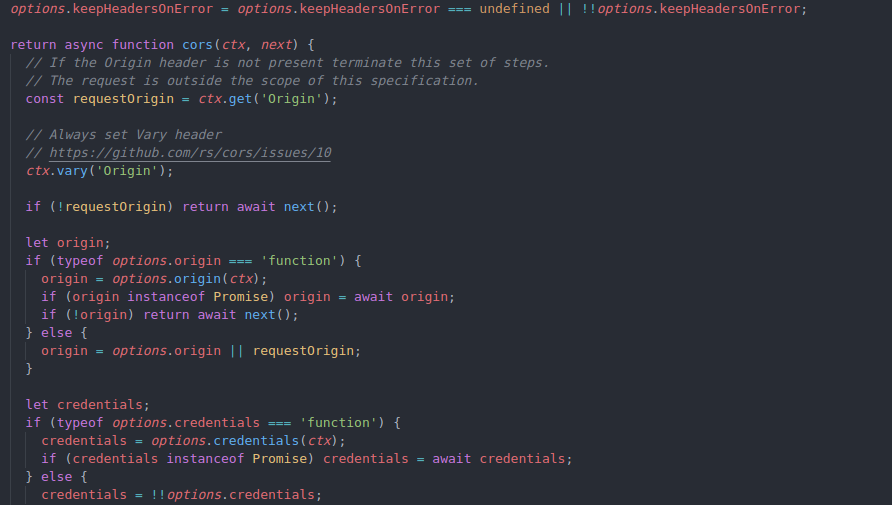 options.keepHeadersOnError = options.keepHeadersOnError === undefined || !!options.keepHeadersOnError;
return async function cors(ctx, next) {
// If the Origin header is not present terminate this set of steps.
// The request is outside the scope of this specification.
const requestOrigin = ctx.get('Origin');
// Always set Vary header
// https://github.com/rs/cors/issues/10
ctx.vary('Origin');
if (!requestOrigin) return await next();
let origin;
if (typeof options.origin === 'function') {
origin = options.origin(ctx);
if (origin instanceof Promise) origin = await origin;
if (!origin) return await next();
} else {
origin = options.origin || requestOrigin;
}
let credentials;
if (typeof options.credentials === 'function') {
credentials = options.credentials(ctx);
if (credentials instanceof Promise) credentials = await credentials;
} else {
credentials = !!options.credentials;